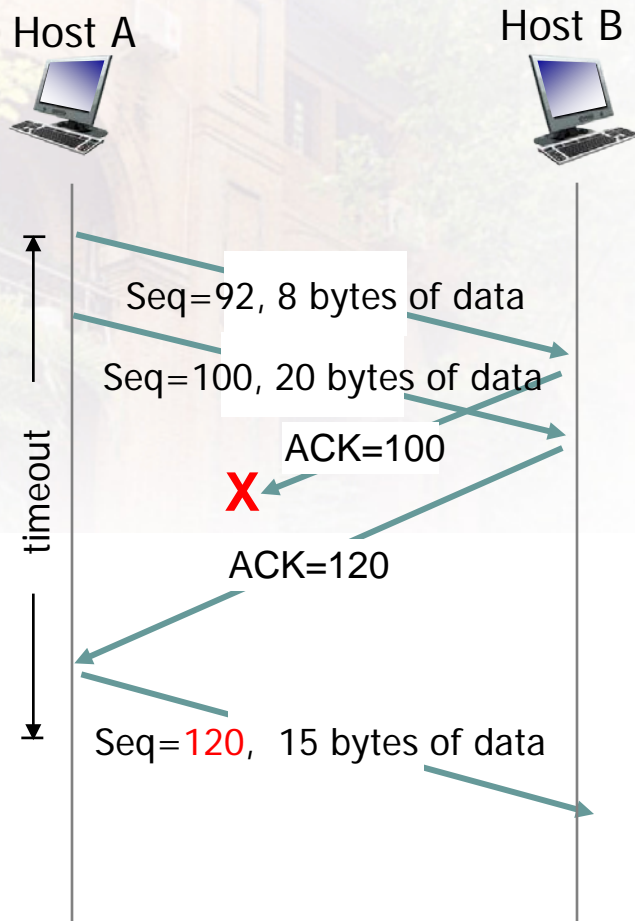 Host A
Host B
Seq=92, 8 bytes of data
Seq=100, 20 bytes of data
ACK=100
X
timeout
ACK=120
Seq=120, 15 bytes of data